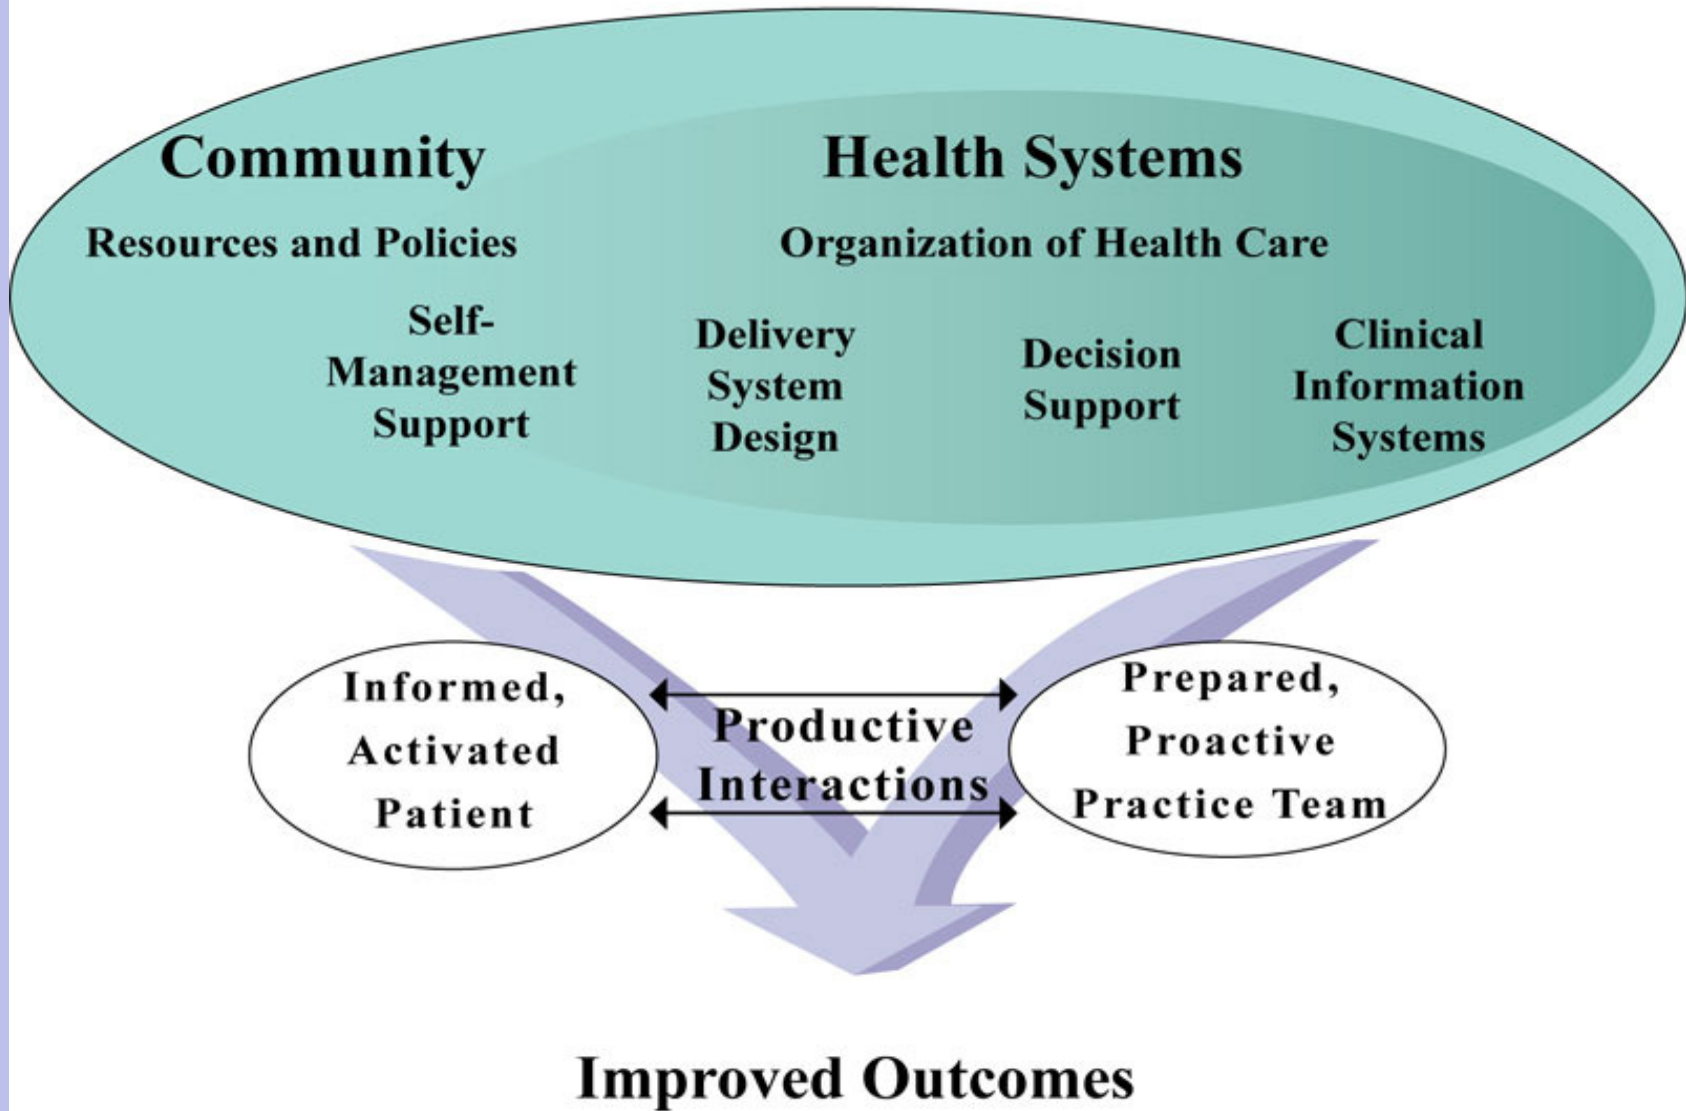 Community
Health Systems
Resources and Policies
Organization of Health Care
Self-
Management
Support
Delivery
System
Design
Decision
Support
Clinical
Information
Systems
Informed,
Activated
Patient
Productive
Interactions
Prepared,
Proactive
Practice Team
Improved Outcomes